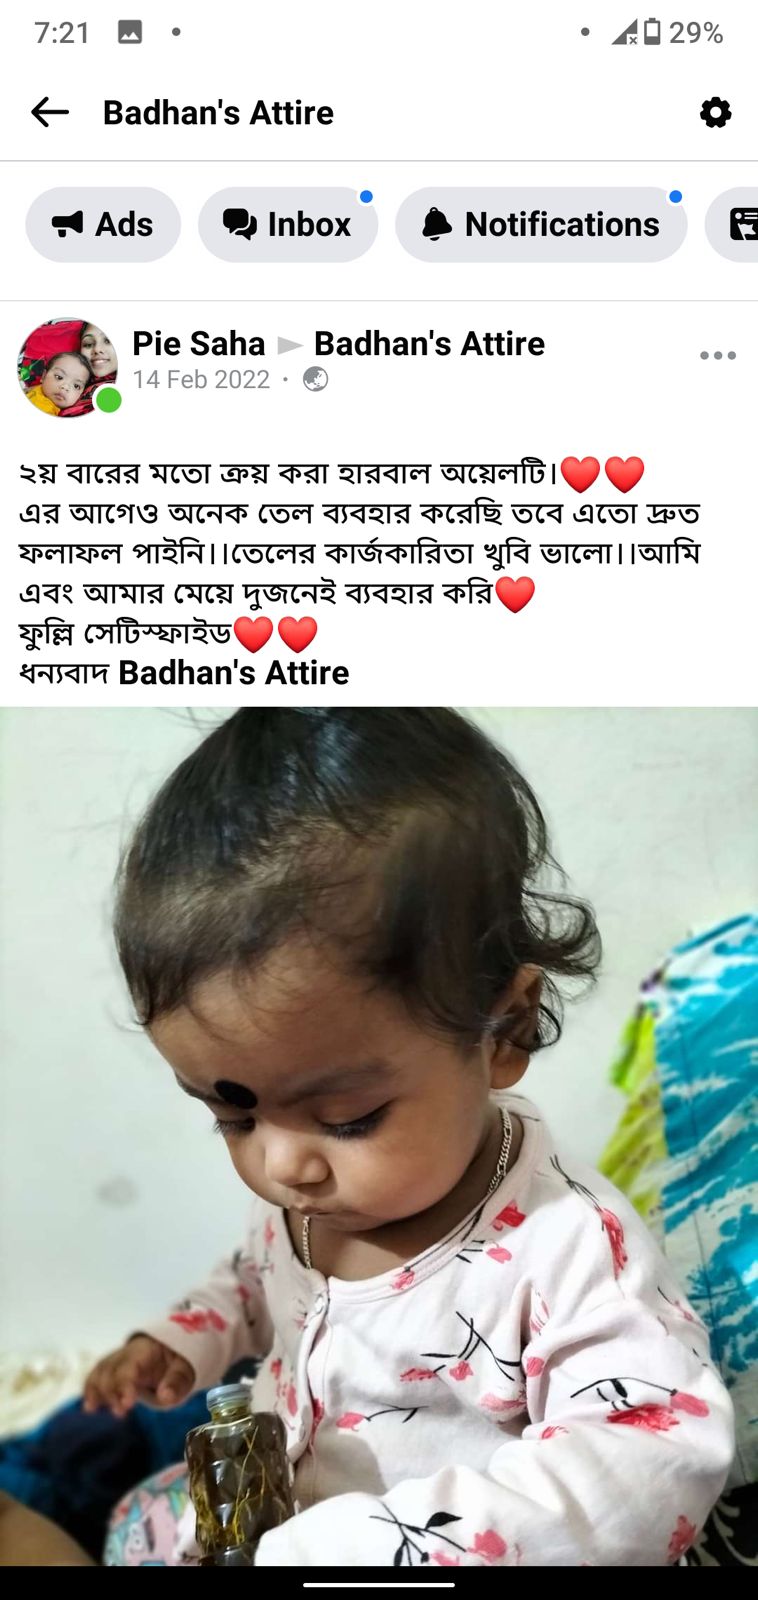 7:21
29%
Badhan's Attire
Ads
Inbox
Notifications
Pie Saha ► Badhan's Attire
14 Feb 2022 ·
২য় বারের মতো ক্রয় করা হারবাল অয়েলটি।❤️❤️
এর আগেও অনেক তেল ব্যবহার করেছি তবে এতো দ্রুত
ফলাফল পাইনি।।তেলের কার্জকারিতা খুবি ভালো।।আমি
এবং আমার মেয়ে দুজনেই ব্যবহার করি❤️
ফুল্লি সেটিস্ফাইড❤️❤️
ধন্যবাদ Badhan's Attire